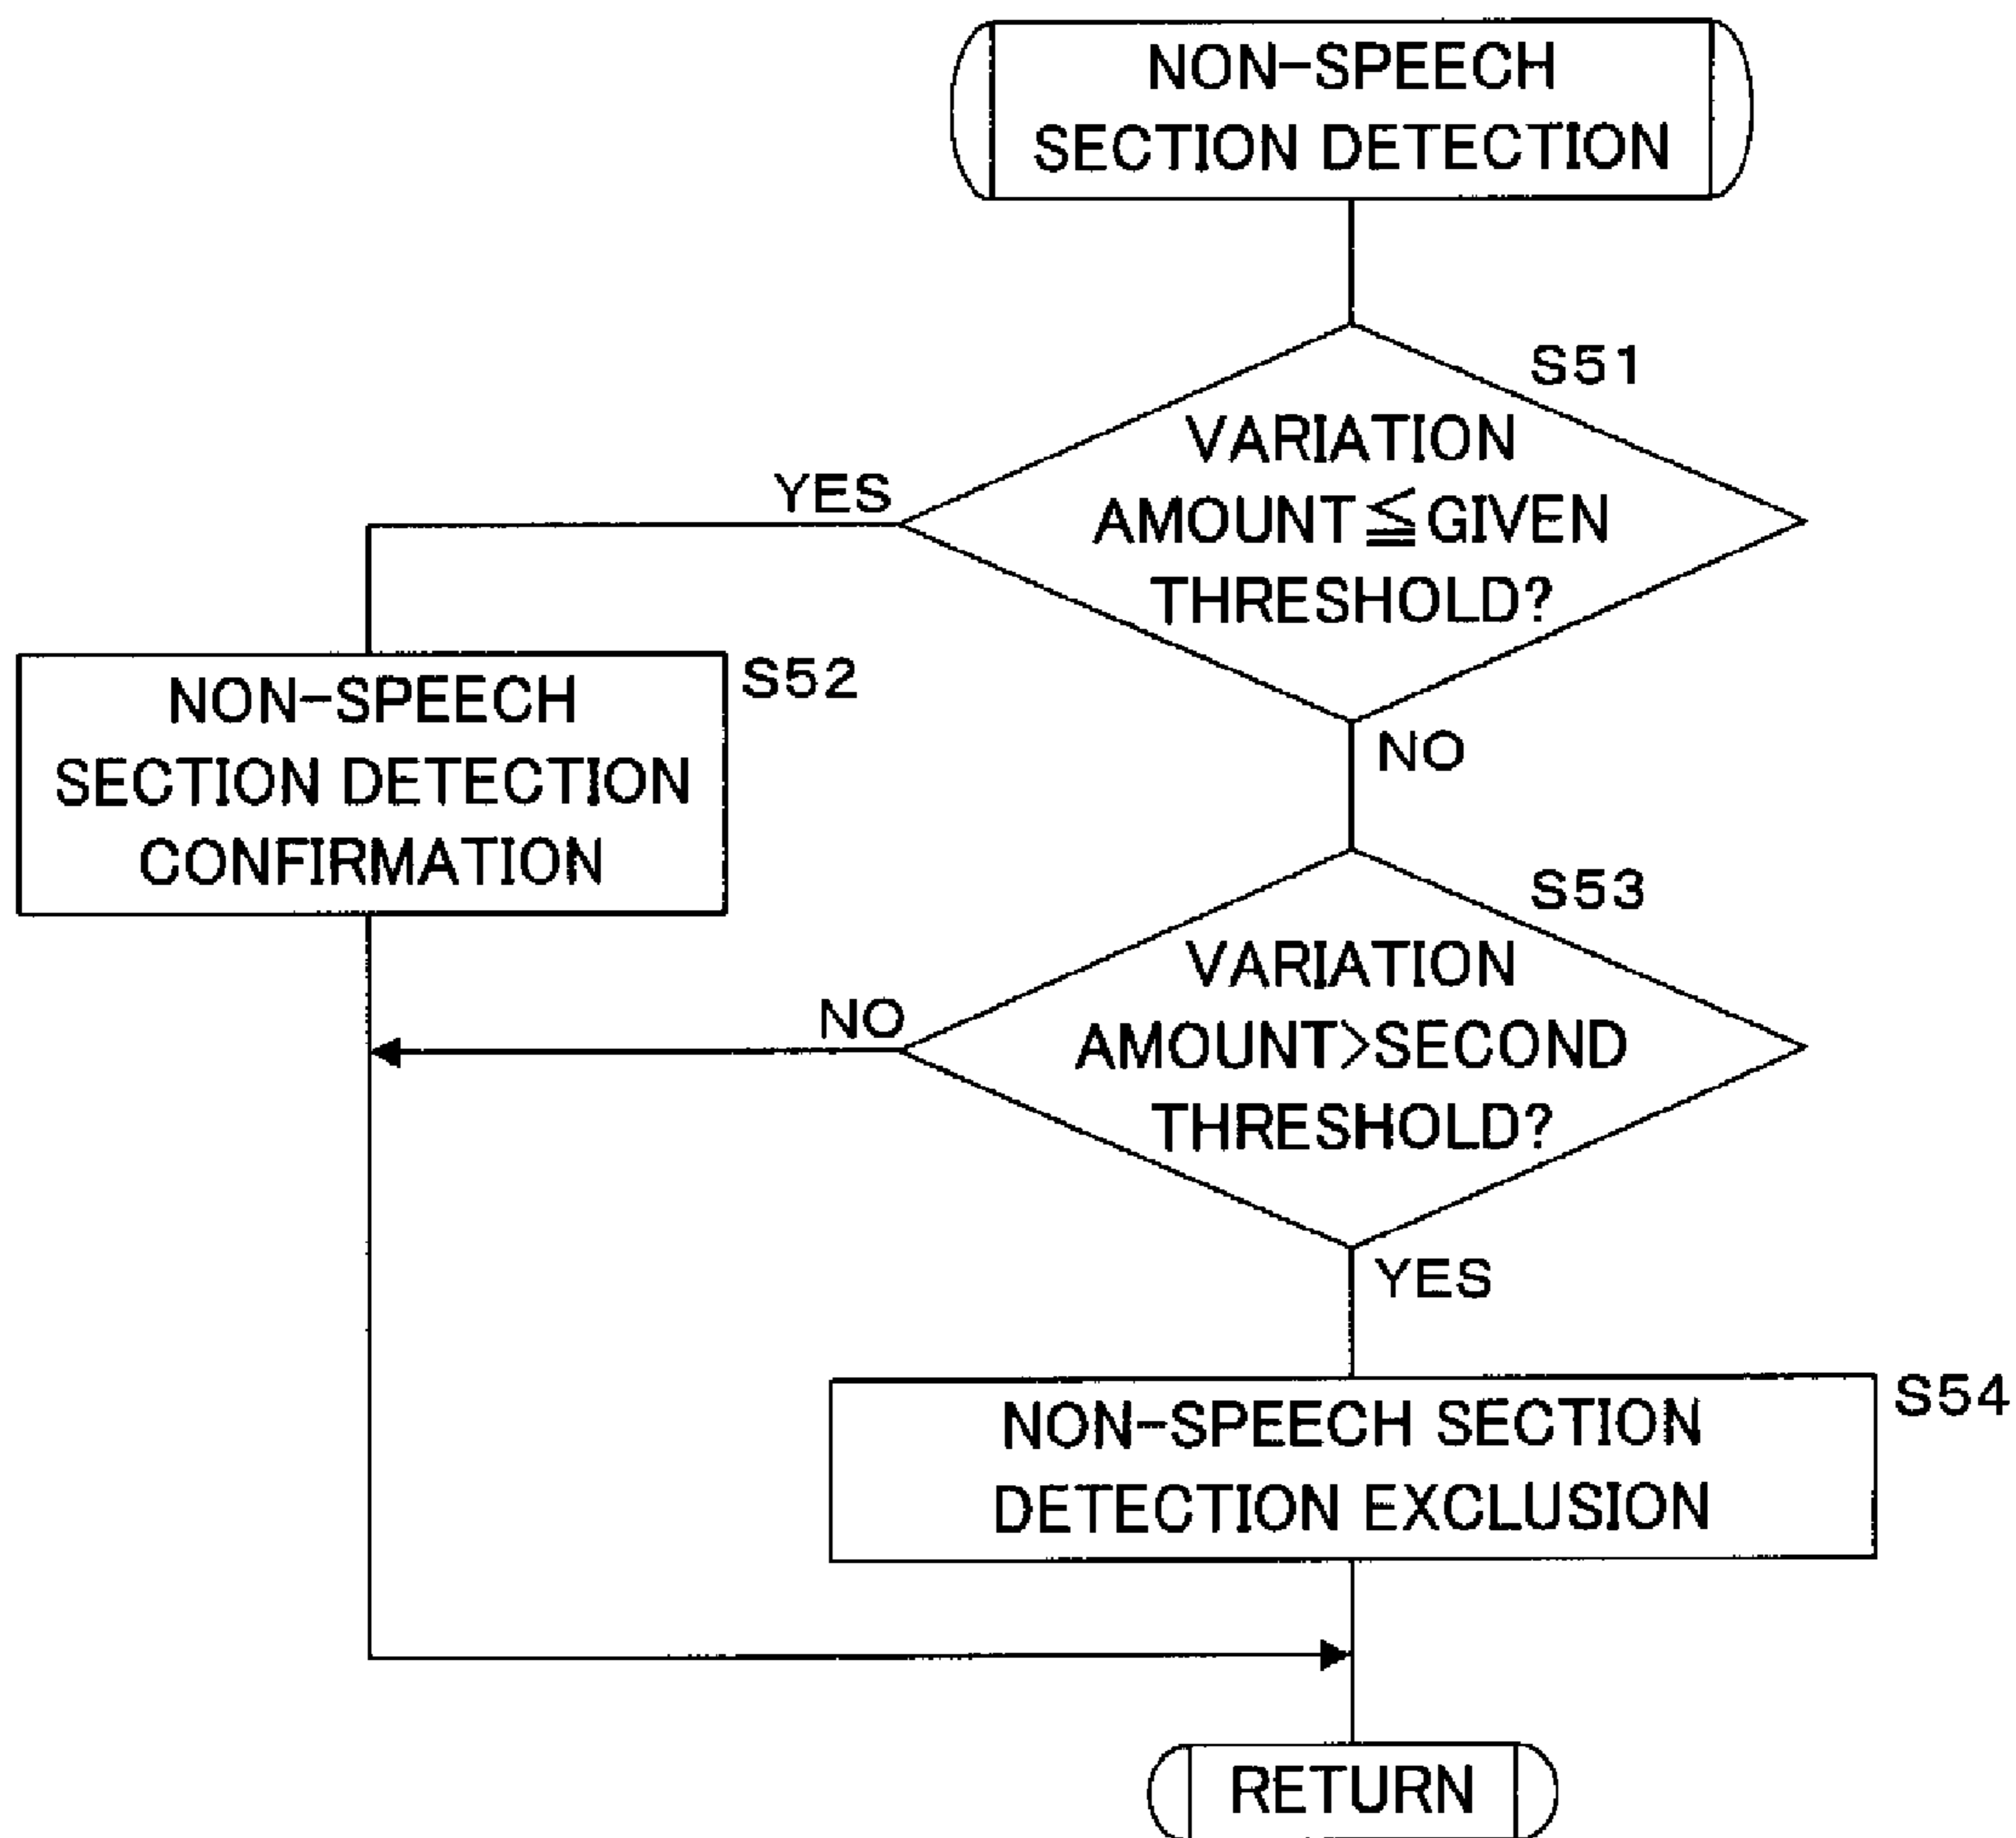 NON-SPEECH
SECTION DETECTION
S51
VARIATION
AMOUNT≦GIVEN
THRESHOLD?
YES
NO
S52
NON-SPEECH
SECTION DETECTION
CONFIRMATION
S53
VARIATION
AMOUNT>SECOND
THRESHOLD?
NO
YES
S54
NON-SPEECH SECTION
DETECTION EXCLUSION
RETURN